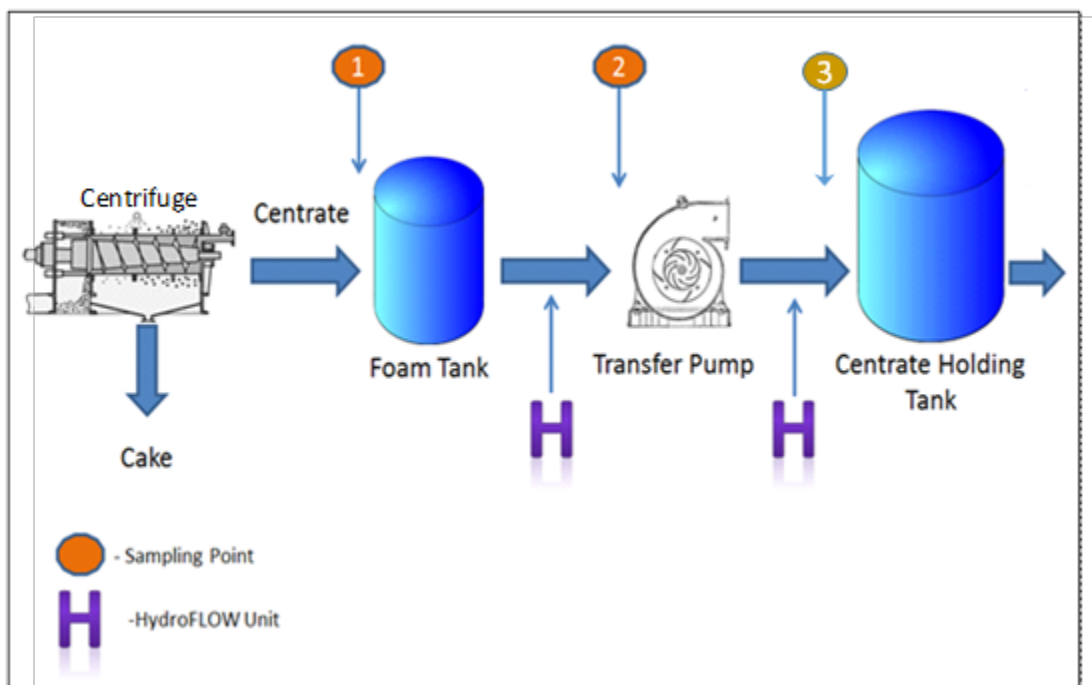 1
2
3
Centrifuge
Centrate
Foam Tank
Transfer Pump
Centrate Holding
Tank
H
H
Cake
- Sampling Point
H
-HydroFLOW Unit